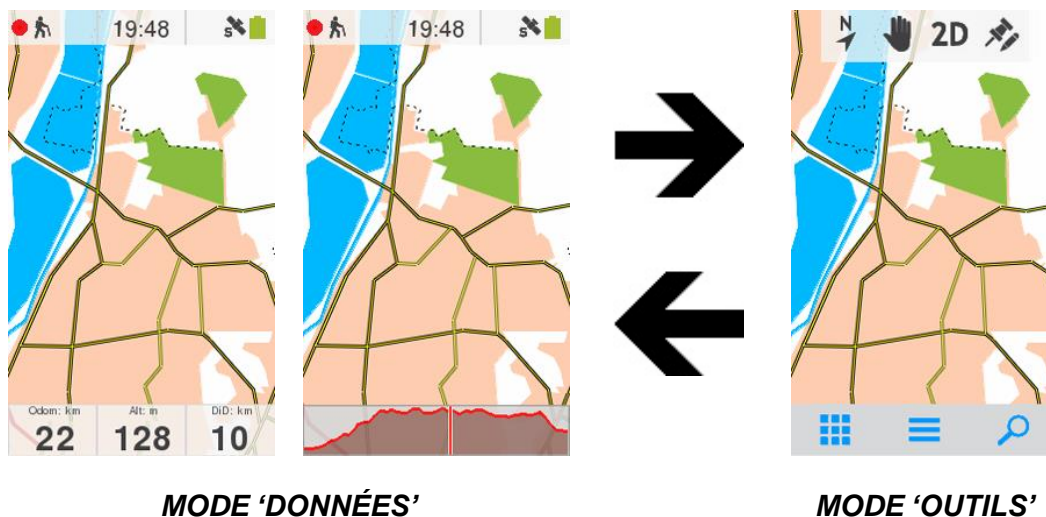 19:48
S
Odom: km
Alt: m
DiD: km
22
128
10
19:48
S
N
2D
MODE ‘DONNÉES’
MODE ‘OUTILS’